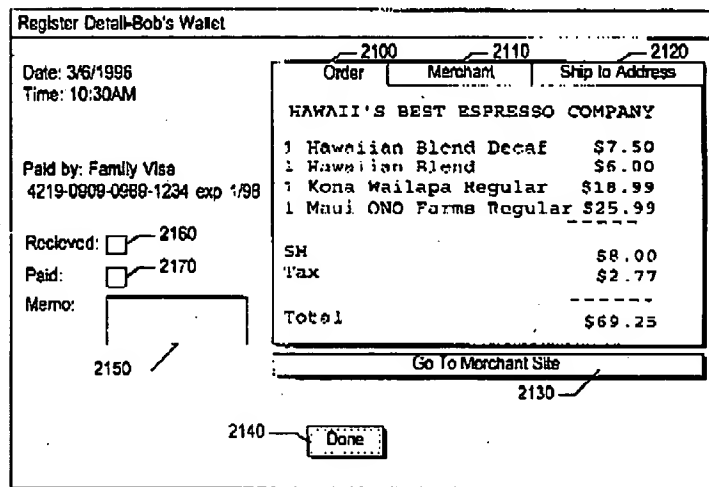 Register Detail-Bob's Wallet
Date: 3/6/1996
Time: 10:30AM
Paid by: Family Visa
4219-0909-0989-1234 exp 1/98
Recieved: 2160
Paid: 2170
Memo:
2150
2100 2110 2120
Order Merchant Ship to Address
HAWAII'S BEST ESPRESSO COMPANY
1 Hawaiian Blend Decaf $7.50
1 Hawaiian Blend $6.00
1 Kona Wailapa Regular $18.99
1 Maui ONO Farms Regular $25.99
-----
SH $8.00
Tax $2.77
------
Total $69.25
Go To Merchant Site
2130
2140 Done